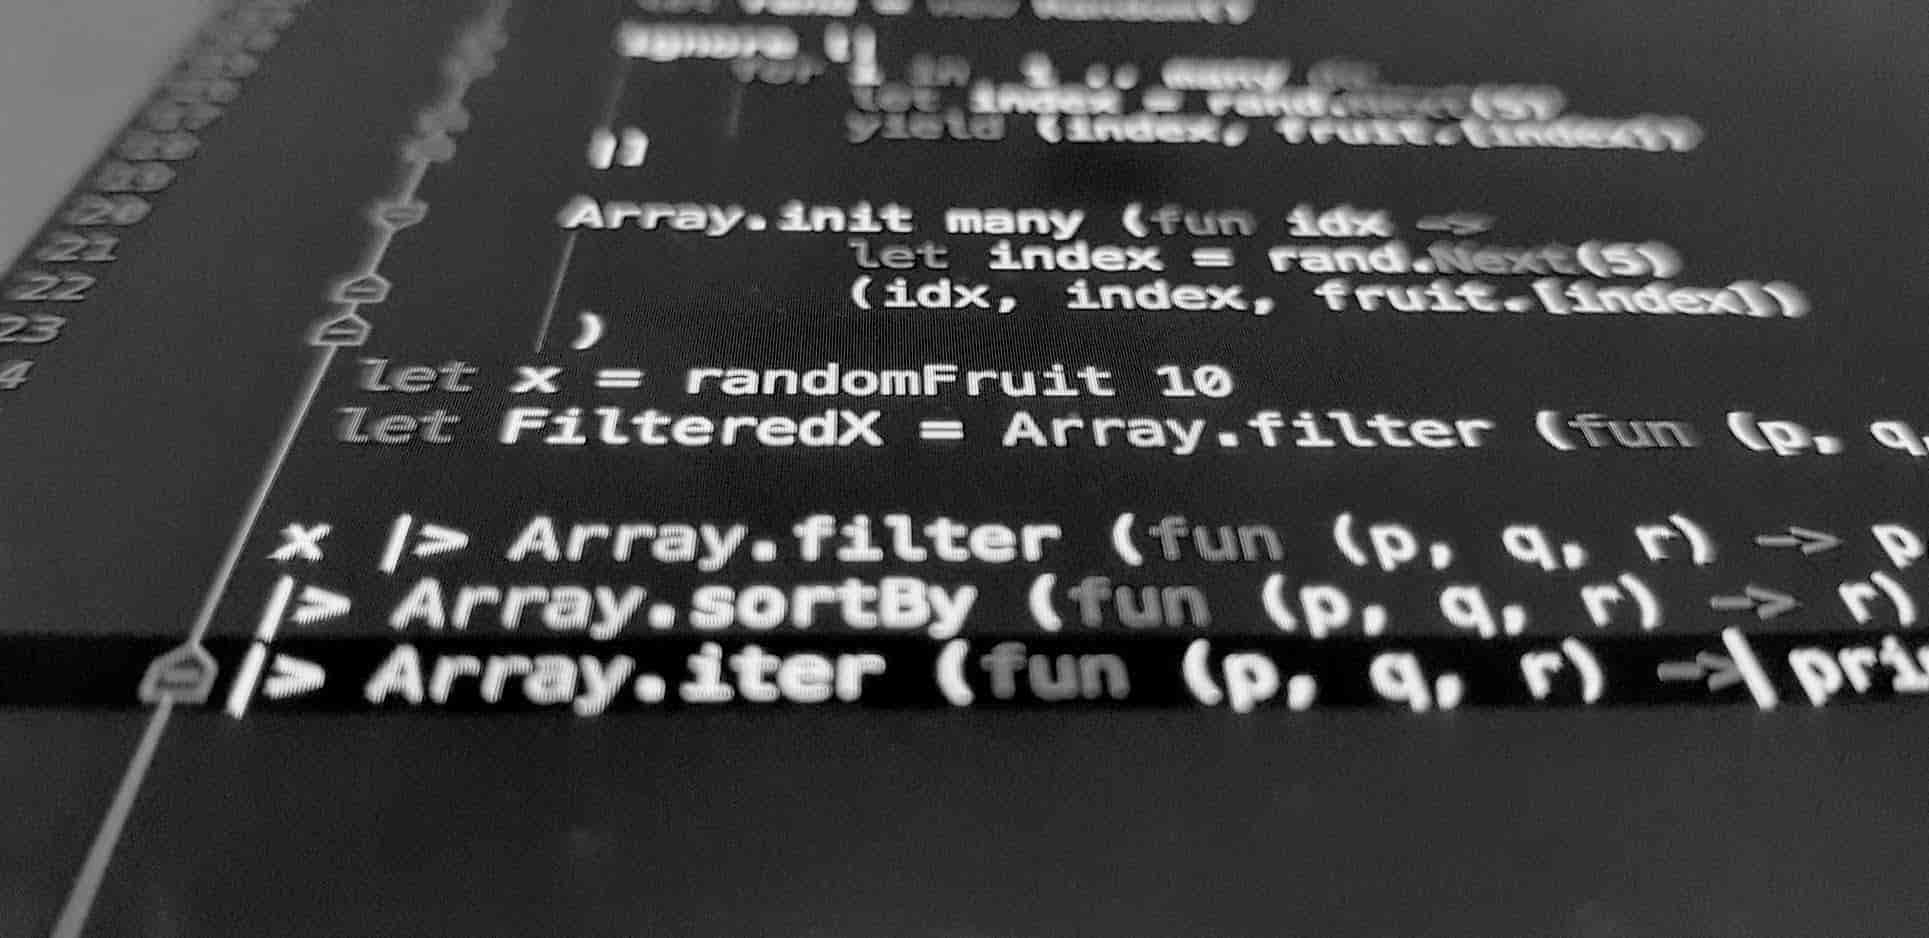 ignore [|
for i in 1 .. many do
let index = rand.Next(5)
yield (index, fruit.[index])
|]
20
Array.init many (fun idx ->
21
let index = rand.Next(5)
22
(idx, index, fruit.[index])
23
)
4
let x = randomFruit 10
let FilteredX = Array.filter (fun (p, q,
x |> Array.filter (fun (p, q, r) -> p
|> Array.sortBy (fun (p, q, r) -> r)
|> Array.iter (fun (p, q, r) -> pri